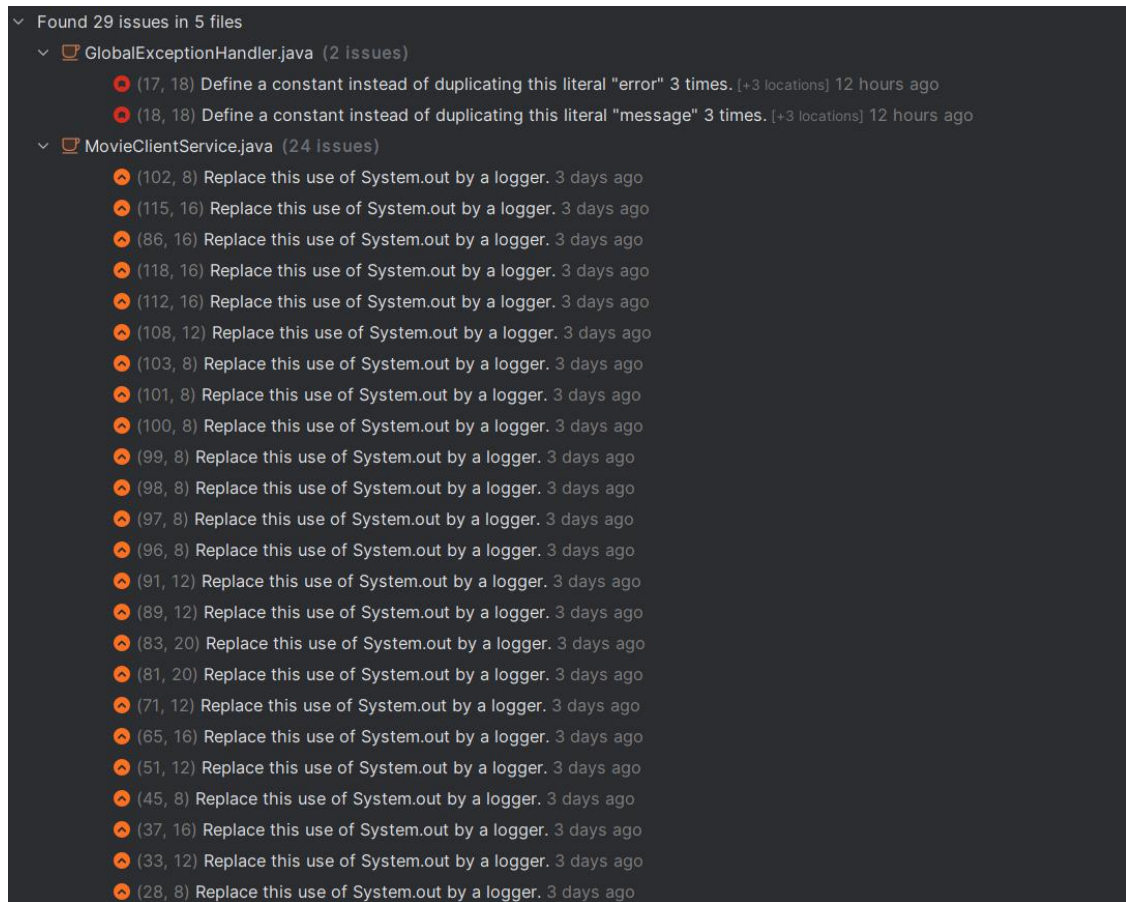 Found 29 issues in 5 files
GlobalExceptionHandler.java (2 issues)
(17, 18) Define a constant instead of duplicating this literal "error" 3 times. [+3 locations] 12 hours ago
(18, 18) Define a constant instead of duplicating this literal "message" 3 times. [+3 locations] 12 hours ago
MovieClientService.java (24 issues)
(102, 8) Replace this use of System.out by a logger. 3 days ago
(115, 16) Replace this use of System.out by a logger. 3 days ago
(86, 16) Replace this use of System.out by a logger. 3 days ago
(118, 16) Replace this use of System.out by a logger. 3 days ago
(112, 16) Replace this use of System.out by a logger. 3 days ago
(108, 12) Replace this use of System.out by a logger. 3 days ago
(103, 8) Replace this use of System.out by a logger. 3 days ago
(101, 8) Replace this use of System.out by a logger. 3 days ago
(100, 8) Replace this use of System.out by a logger. 3 days ago
(99, 8) Replace this use of System.out by a logger. 3 days ago
(98, 8) Replace this use of System.out by a logger. 3 days ago
(97, 8) Replace this use of System.out by a logger. 3 days ago
(96, 8) Replace this use of System.out by a logger. 3 days ago
(91, 12) Replace this use of System.out by a logger. 3 days ago
(89, 12) Replace this use of System.out by a logger. 3 days ago
(83, 20) Replace this use of System.out by a logger. 3 days ago
(81, 20) Replace this use of System.out by a logger. 3 days ago
(71, 12) Replace this use of System.out by a logger. 3 days ago
(65, 16) Replace this use of System.out by a logger. 3 days ago
(51, 12) Replace this use of System.out by a logger. 3 days ago
(45, 8) Replace this use of System.out by a logger. 3 days ago
(37, 16) Replace this use of System.out by a logger. 3 days ago
(33, 12) Replace this use of System.out by a logger. 3 days ago
(28, 8) Replace this use of System.out by a logger. 3 days ago